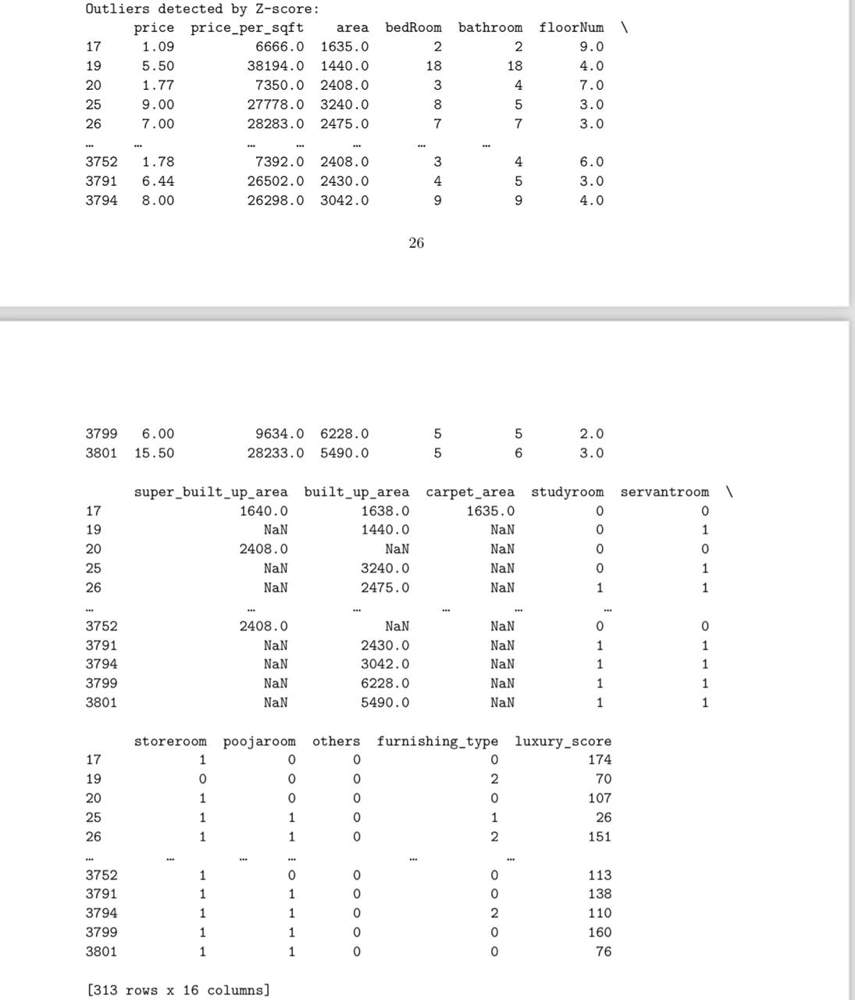 Outliers detected by Z-score:
price price_per_sqft area bedRoom bathroom floorNum \
17 1.09 6666.0 1635.0 2 2 9.0
19 5.50 38194.0 1440.0 18 18 4.0
20 1.77 7350.0 2408.0 3 4 7.0
25 9.00 27778.0 3240.0 8 5 3.0
26 7.00 28283.0 2475.0 7 7 3.0
… … … … … … …
3752 1.78 7392.0 2408.0 3 4 6.0
3791 6.44 26502.0 2430.0 4 5 3.0
3794 8.00 26298.0 3042.0 9 9 4.0
26
3799 6.00 9634.0 6228.0 5 5 2.0
3801 15.50 28233.0 5490.0 5 6 3.0
super_built_up_area built_up_area carpet_area studyroom servantroom \
17 1640.0 1638.0 1635.0 0 0
19 NaN 1440.0 NaN 0 1
20 2408.0 NaN NaN 0 0
25 NaN 3240.0 NaN 0 1
26 NaN 2475.0 NaN 1 1
… … … … … …
3752 2408.0 NaN NaN 0 0
3791 NaN 2430.0 NaN 1 1
3794 NaN 3042.0 NaN 1 1
3799 NaN 6228.0 NaN 1 1
3801 NaN 5490.0 NaN 1 1
storeroom poojaroom others furnishing_type luxury_score
17 1 0 0 0 174
19 0 0 0 2 70
20 1 0 0 0 107
25 1 1 0 1 26
26 1 1 0 2 151
… … … … … …
3752 1 0 0 0 113
3791 1 1 0 0 138
3794 1 1 0 2 110
3799 1 1 0 0 160
3801 1 1 0 0 76
[313 rows x 16 columns]